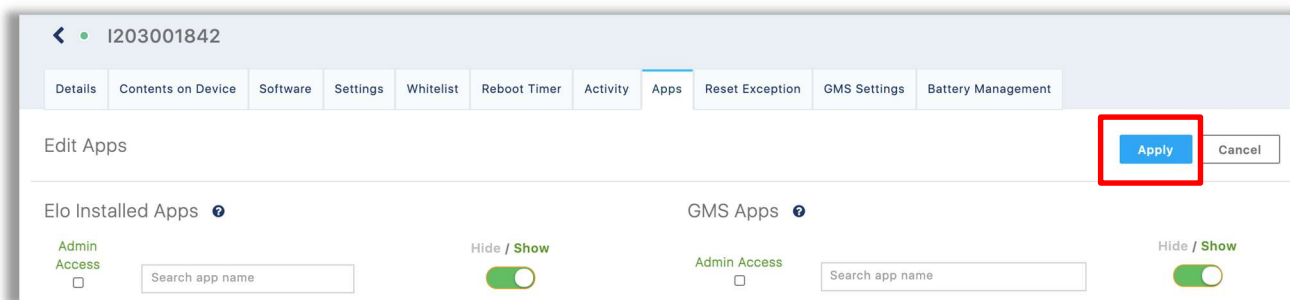 I203001842
Details Contents on Device Software Settings Whitelist Reboot Timer Activity Apps Reset Exception GMS Settings Battery Management
Edit Apps Apply Cancel
Elo Installed Apps ? GMS Apps ?
Admin Access Search app name Hide / Show Admin Access Search app name Hide / Show